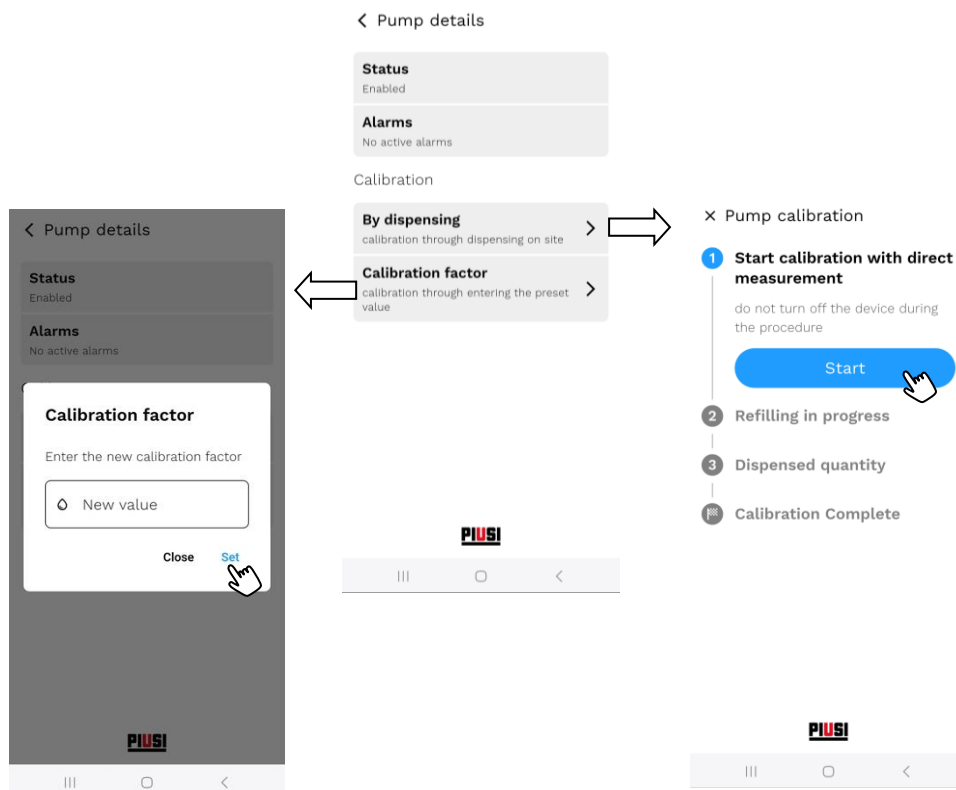 Pump details
Status
Enabled
Alarms
No active alarms
Calibration
By dispensing
calibration through dispensing on site
Calibration factor
calibration through entering the preset
value
PIUSI
Pump details
Status
Enabled
Alarms
No active alarms
Calibration factor
Enter the new calibration factor
New value
Close Set
PIUSI
Pump calibration
1 Start calibration with direct
measurement
do not turn off the device during
the procedure
Start
2 Refilling in progress
3 Dispensed quantity
Calibration Complete
PIUSI